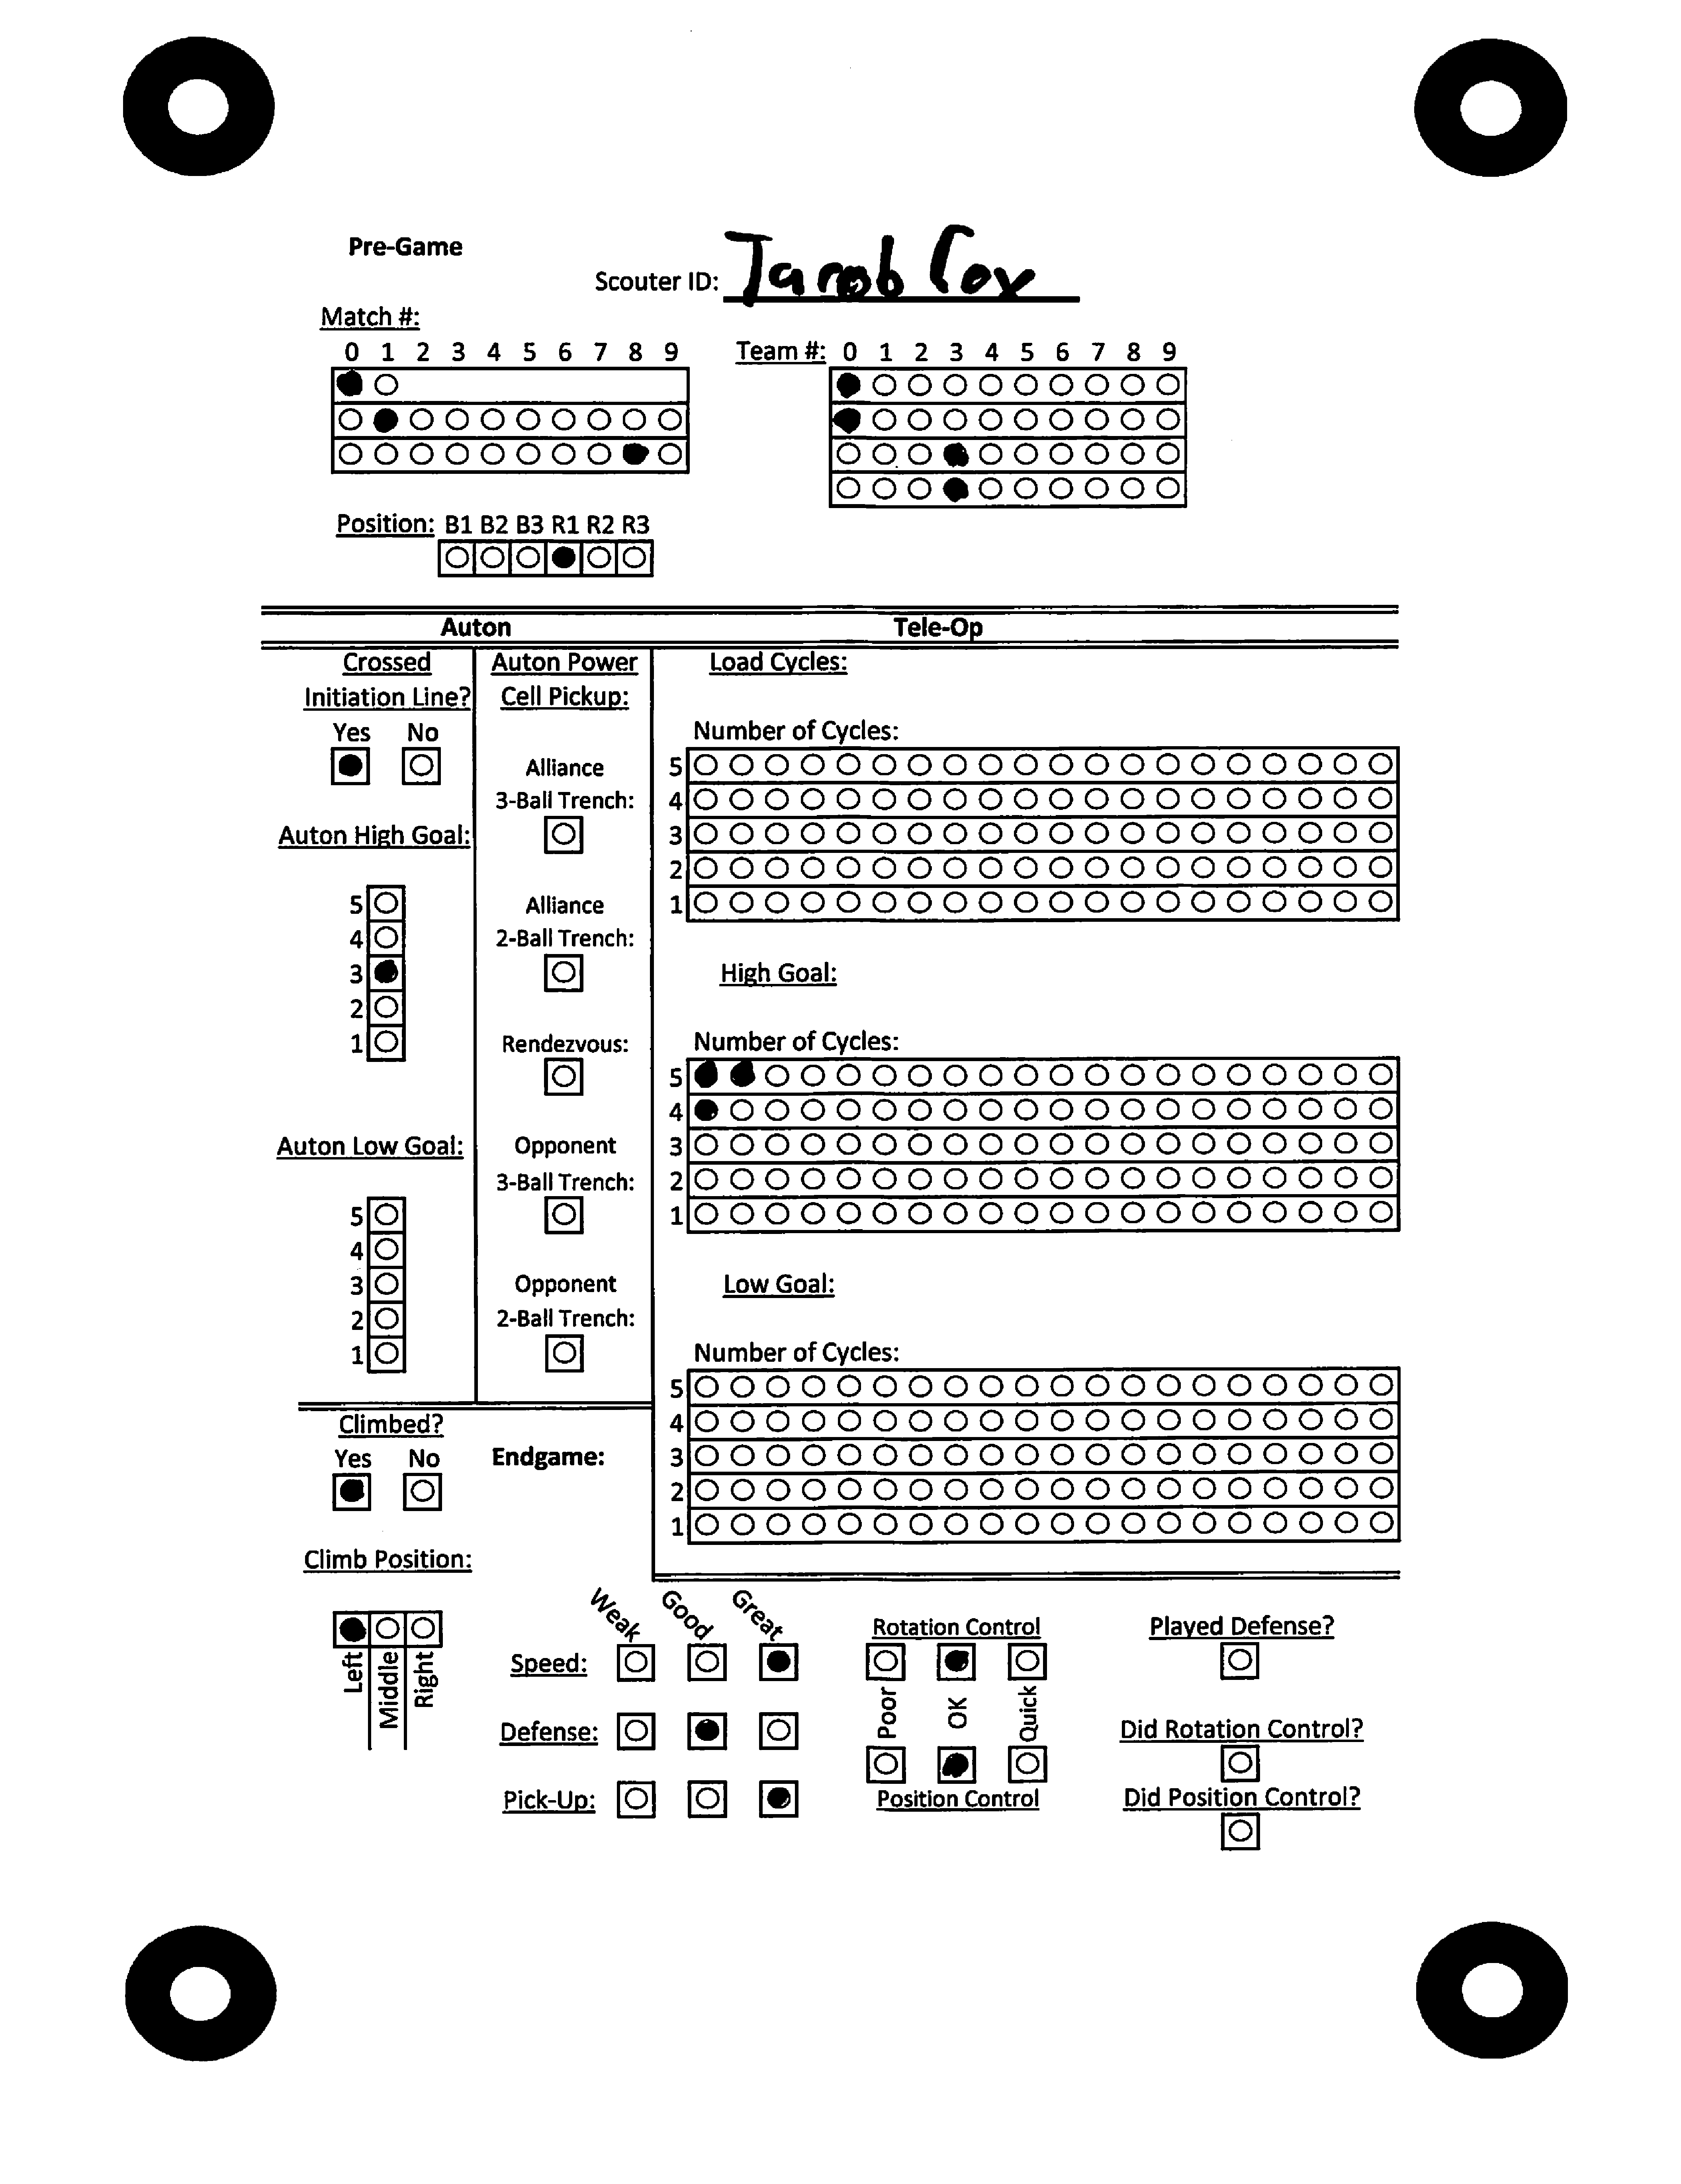 Pre-Game
Scouter ID: Jacob Cox
Match #:
0 1 2 3 4 5 6 7 8 9
Team #: 0 1 2 3 4 5 6 7 8 9
Position: B1 B2 B3 R1 R2 R3
Auton
Tele-Op
Crossed
Initiation Line?
Yes No
Auton High Goal:
5
4
3
2
1
Auton Low Goal:
5
4
3
2
1
Auton Power
Cell Pickup:
Alliance
3-Ball Trench:
Alliance
2-Ball Trench:
Rendezvous:
Opponent
3-Ball Trench:
Opponent
2-Ball Trench:
Load Cycles:
Number of Cycles:
5
4
3
2
1
High Goal:
Number of Cycles:
5
4
3
2
1
Low Goal:
Number of Cycles:
5
4
3
2
1
Climbed?
Yes No
Endgame:
Climb Position:
Left
Middle
Right
Weak Good Great
Speed:
Defense:
Pick-Up:
Rotation Control
Poor OK Quick
Position Control
Played Defense?
Did Rotation Control?
Did Position Control?